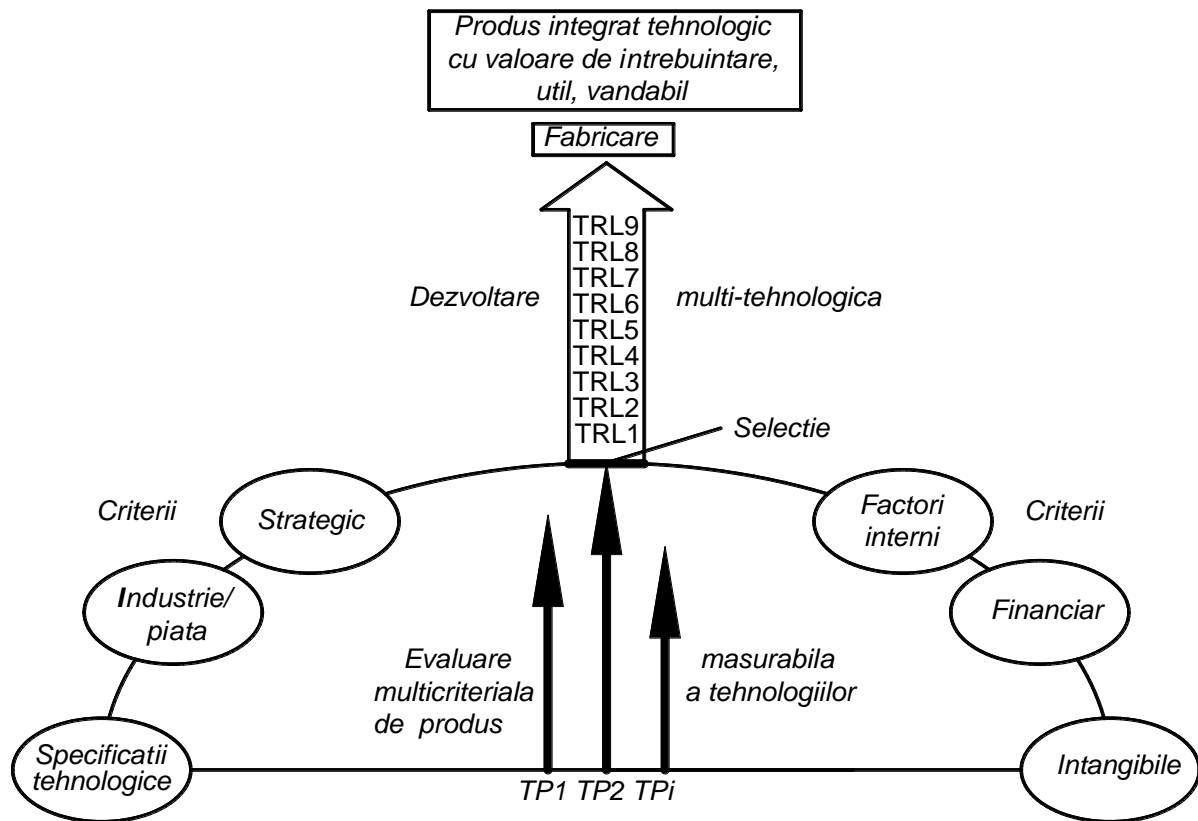 Produs integrat tehnologic
cu valoare de intrebuintare,
util, vandabil
Fabricare
TRL9
TRL8
TRL7
Dezvoltare
TRL6
multi-tehnologica
TRL5
TRL4
TRL3
TRL2
TRL1
Selectie
Criterii
Strategic
Factori
interni
Criterii
Industrie/
piata
Financiar
Evaluare
multicriteriala
de produs
masurabila
a tehnologiilor
Specificatii
tehnologice
Intangibile
TP1 TP2 TPi